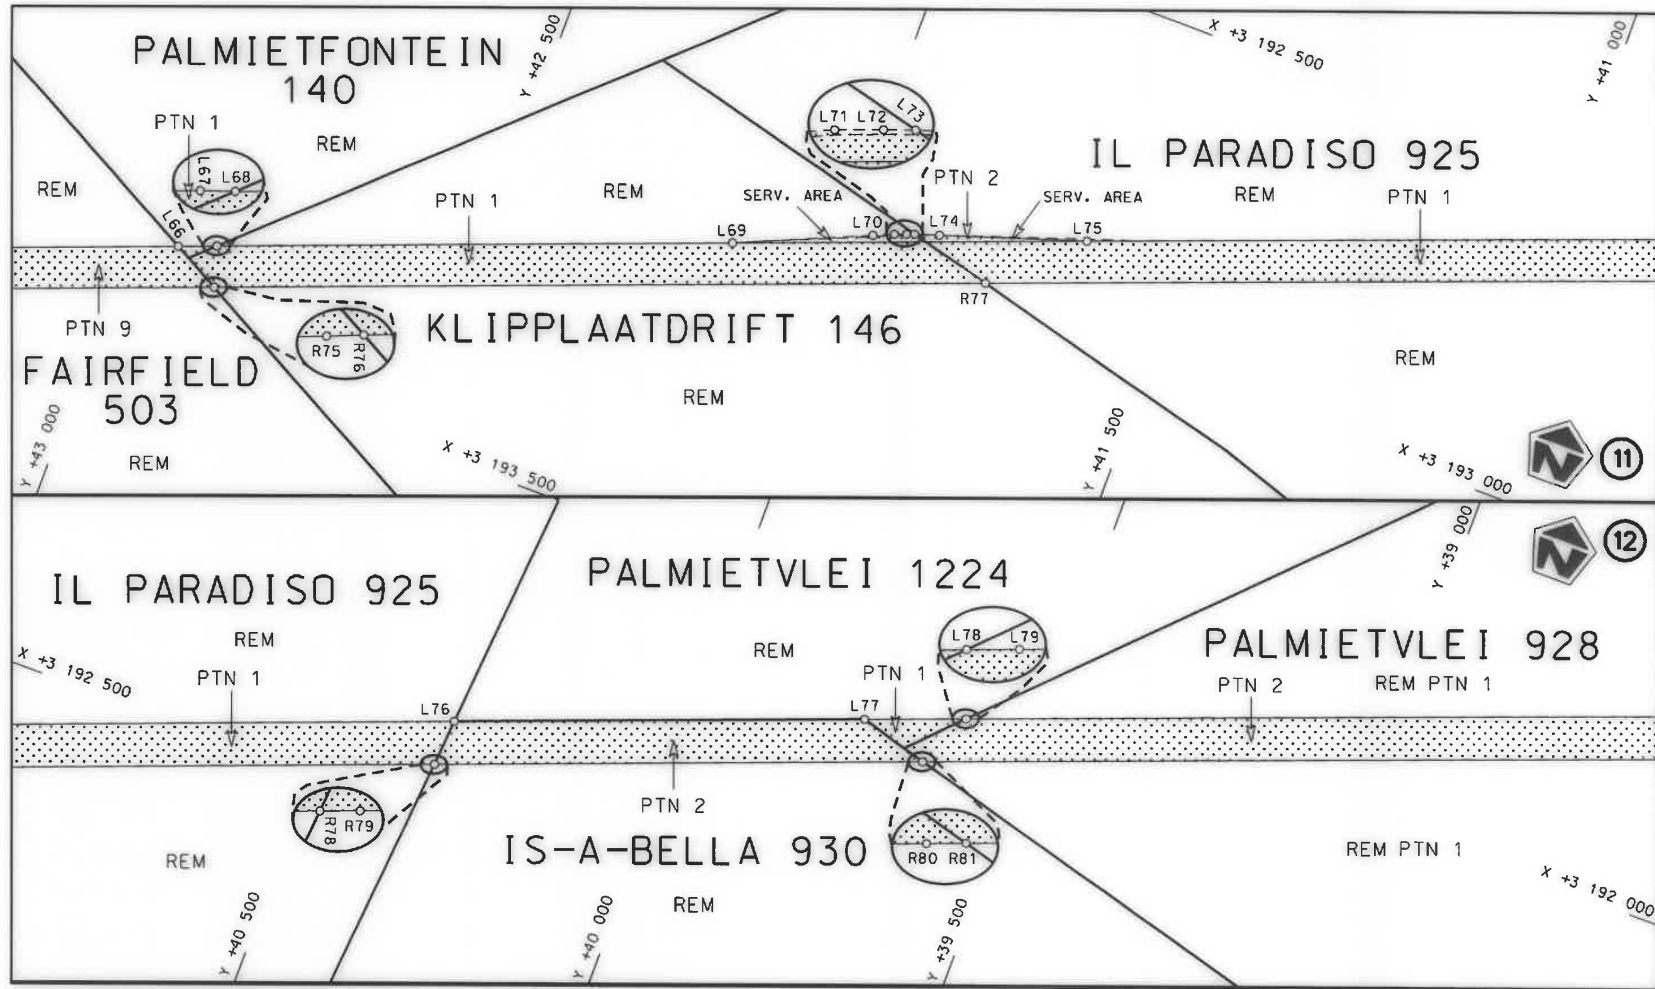 PALMIETFONTEIN
140
Y +42 500
X +3 192 500
Y +41 000
PTN 1
REM
L67
L68
L71
L72
L73
IL PARADISO 925
REM
REM
PTN 1
SERV. AREA
PTN 2
SERV. AREA
REM
PTN 1
L66
L69
L70
L74
L75
PTN 9
R75
R76
KLIPPLAATDRIFT 146
R77
REM
FAIRFIELD
503
REM
REM
Y +43 000
X +3 193 500
Y +41 500
X +3 193 000
N
11
IL PARADISO 925
REM
X +3 192 500
PTN 1
PALMIETVLEI 1224
REM
L78
L79
Y +39 000
N
12
PALMIETVLEI 928
PTN 1
PTN 2
REM PTN 1
L76
L77
R78
R79
PTN 2
IS-A-BELLA 930
REM
REM
R80
R81
REM PTN 1
X +3 192 000
Y +40 500
Y +40 000
Y +39 500